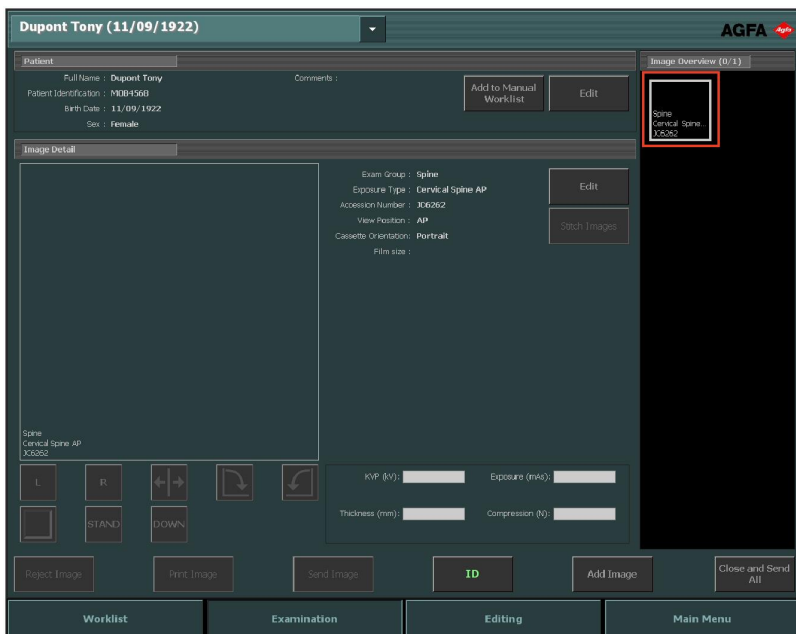 Dupont Tony (11/09/1922)
AGFA Agfa
Patient
Full Name : Dupont Tony
Patient Identification : M0B4568
Birth Date : 11/09/1922
Sex : Female
Comments :
Add to Manual
Worklist
Edit
Image Overview (0/1)
Spine
Cervical Spine...
JC6262
Image Detail
Exam Group : Spine
Exposure Type : Cervical Spine AP
Accession Number : JC6262
View Position : AP
Cassette Orientation: Portrait
Film size :
Edit
Stitch Images
Spine
Cervical Spine AP
JC6262
L
R
STAND
DOWN
KVP (kV):
Exposure (mAs):
Thickness (mm):
Compression (N):
Reject Image
Print Image
Send Image
ID
Add Image
Close and Send
All
Worklist
Examination
Editing
Main Menu